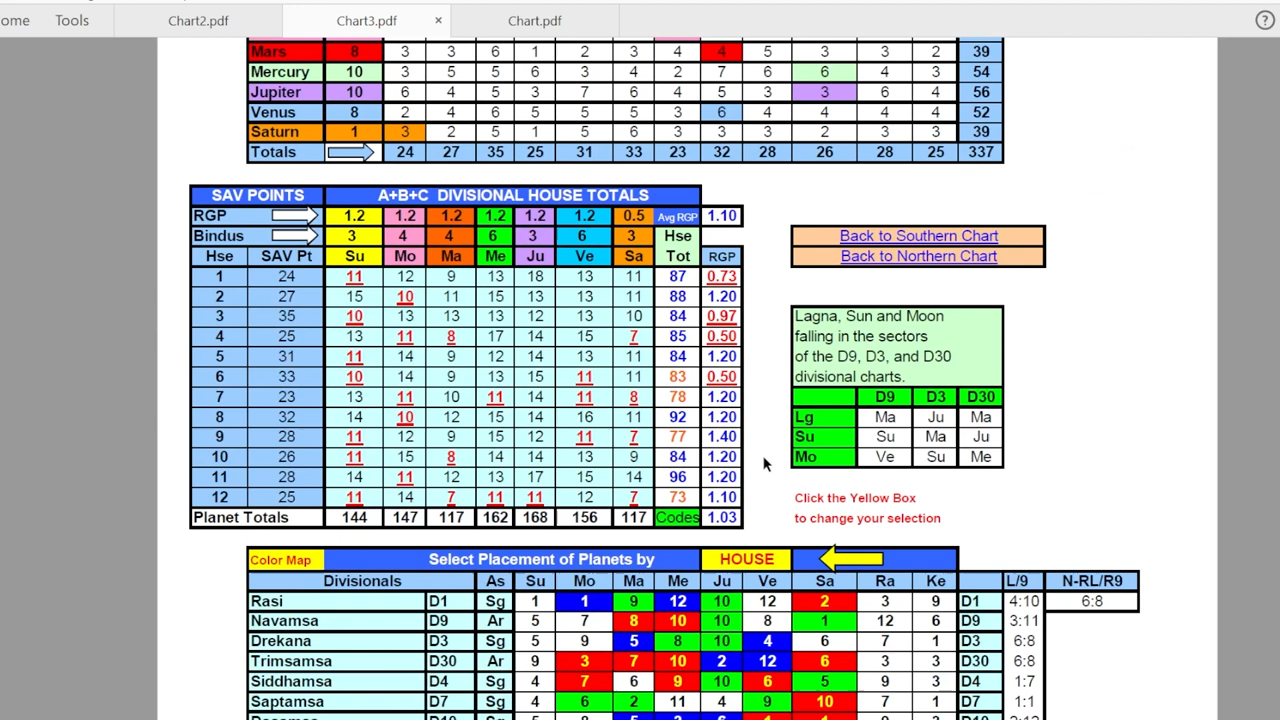 ome Tools Chart2.pdf Chart3.pdf × Chart.pdf ?
Mars 8 3 3 6 1 2 3 4 4 5 3 3 2 39
Mercury 10 3 5 5 6 3 4 2 7 6 6 4 3 54
Jupiter 10 6 4 5 3 7 6 4 5 3 3 6 4 56
Venus 8 2 4 6 5 5 5 3 6 4 4 4 4 52
Saturn 1 3 2 5 1 5 6 3 3 3 2 3 3 39
Totals 24 27 35 25 31 33 23 32 28 26 28 25 337
SAV POINTS A+B+C DIVISIONAL HOUSE TOTALS
RGP 1.2 1.2 1.2 1.2 1.2 1.2 0.5 Avg RGP 1.10
Bindus 3 4 4 6 3 6 3 Hse
Hse SAV Pt Su Mo Ma Me Ju Ve Sa Tot RGP
1 24 11 12 9 13 18 13 11 87 0.73
2 27 15 10 11 15 13 13 11 88 1.20
3 35 10 13 13 12 13 13 10 84 0.97
4 25 13 11 8 17 14 15 7 85 0.50
5 31 11 14 9 12 14 13 11 84 1.20
6 33 10 14 9 13 15 11 11 83 0.50
7 23 13 11 10 11 14 11 8 78 1.20
8 32 14 10 12 15 14 16 11 92 1.20
9 28 11 12 9 15 12 11 7 77 1.40
10 26 11 15 8 14 14 13 9 84 1.20
11 28 14 11 12 13 17 15 14 96 1.20
12 25 11 14 7 11 11 12 7 73 1.10
Planet Totals 144 147 117 162 168 156 117 Codes 1.03
Back to Southern Chart
Back to Northern Chart
Lagna, Sun and Moon
falling in the sectors
of the D9, D3, and D30
divisional charts.
D9 D3 D30
Lg Ma Ju Ma
Su Su Ma Ju
Mo Ve Su Me
Click the Yellow Box
to change your selection
Color Map Select Placement of Planets by HOUSE
Divisionals As Su Mo Ma Me Ju Ve Sa Ra Ke L/9 N-RL/R9
Rasi D1 Sg 1 1 9 12 10 12 2 3 9 D1 4:10 6:8
Navamsa D9 Ar 5 7 8 10 10 8 1 12 6 D9 3:11
Drekana D3 Sg 5 9 5 8 10 4 6 7 1 D3 6:8
Trimsamsa D30 Ar 9 3 7 10 2 12 6 3 3 D30 6:8
Siddhamsa D4 Sg 4 7 6 9 10 6 5 9 3 D4 1:7
Saptamsa D7 Sg 4 6 2 11 4 9 10 7 1 D7 1:1